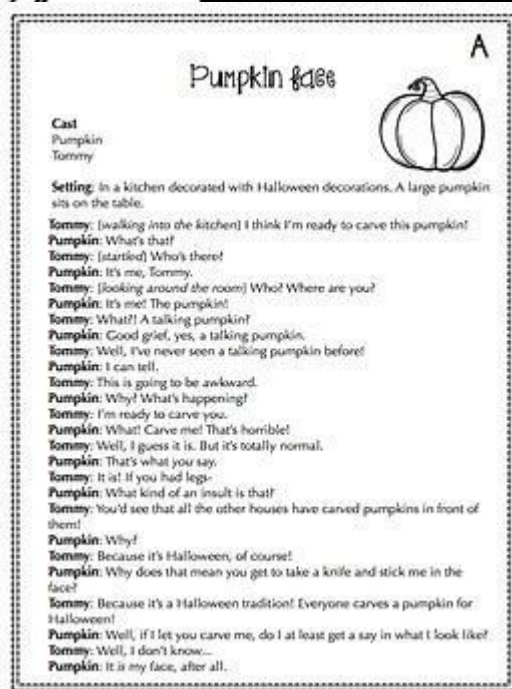 A
Pumpkin face
Cast
Pumpkin
Tommy
Setting: In a kitchen decorated with Halloween decorations. A large pumpkin
sits on the table.
Tommy: [walking into the kitchen] I think I'm ready to carve this pumpkin!
Pumpkin: What's that?
Tommy: [startled] Who's there?
Pumpkin: It's me, Tommy.
Tommy: [looking around the room] Who? Where are you?
Pumpkin: It's me! The pumpkin!
Tommy: What?! A talking pumpkin?
Pumpkin: Good grief, yes, a talking pumpkin.
Tommy: Well, I've never seen a talking pumpkin before!
Pumpkin: I can tell.
Tommy: This is going to be awkward.
Pumpkin: Why? What's happening?
Tommy: I'm ready to carve you.
Pumpkin: What! Carve me! That's horrible!
Tommy: Well, I guess it is. But it's totally normal.
Pumpkin: That's what you say.
Tommy: It is! If you had legs-
Pumpkin: What kind of an insult is that?
Tommy: You'd see that all the other houses have carved pumpkins in front of
them!
Pumpkin: Why?
Tommy: Because it's Halloween, of course!
Pumpkin: Why does that mean you get to take a knife and stick me in the
face?
Tommy: Because it's a Halloween tradition! Everyone carves a pumpkin for
Halloween!
Pumpkin: Well, if I let you carve me, do I at least get a say in what I look like?
Tommy: Well, I don't know...
Pumpkin: It is my face, after all.